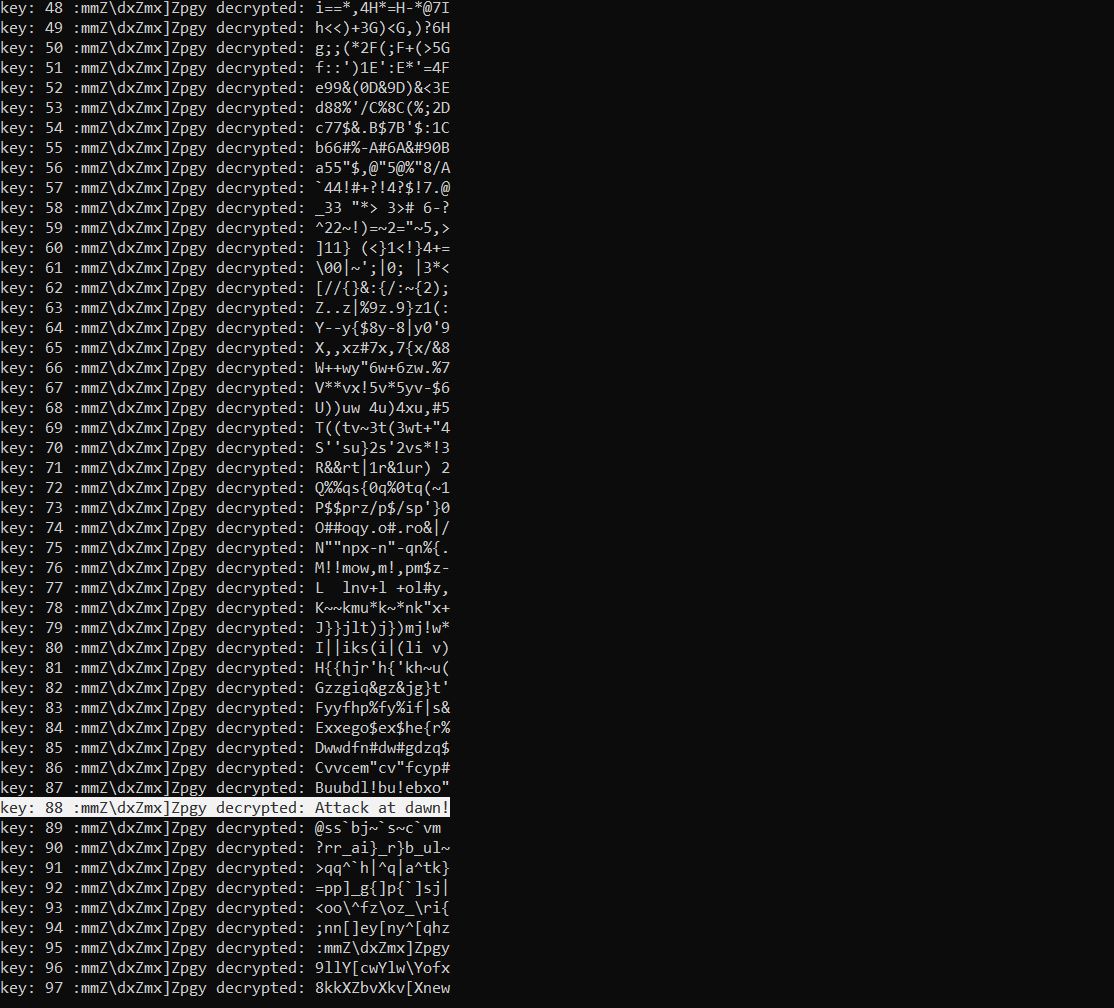 key: 48 :mmZ\dxZmx]Zpgy decrypted: i==*,4H*=H-*@7I
key: 49 :mmZ\dxZmx]Zpgy decrypted: h<<)+3G)<G,)?6H
key: 50 :mmZ\dxZmx]Zpgy decrypted: g;;(*2F(;F+(>5G
key: 51 :mmZ\dxZmx]Zpgy decrypted: f::')1E':E*'=4F
key: 52 :mmZ\dxZmx]Zpgy decrypted: e99&(0D&9D)&<3E
key: 53 :mmZ\dxZmx]Zpgy decrypted: d88%'/C%8C(%;2D
key: 54 :mmZ\dxZmx]Zpgy decrypted: c77$&.B$7B'$:1C
key: 55 :mmZ\dxZmx]Zpgy decrypted: b66#%-A#6A&#90B
key: 56 :mmZ\dxZmx]Zpgy decrypted: a55"$,@"5@%"8/A
key: 57 :mmZ\dxZmx]Zpgy decrypted: `44!#+?!4?$!7.@
key: 58 :mmZ\dxZmx]Zpgy decrypted: _33 "*> 3># 6-?
key: 59 :mmZ\dxZmx]Zpgy decrypted: ^22~!)=~2="~5,>
key: 60 :mmZ\dxZmx]Zpgy decrypted: ]11} (<}1<!}4+=
key: 61 :mmZ\dxZmx]Zpgy decrypted: \00|~';|0; |3*<
key: 62 :mmZ\dxZmx]Zpgy decrypted: [//{}&:{/:~{2);
key: 63 :mmZ\dxZmx]Zpgy decrypted: Z..z|%9z.9}z1(:
key: 64 :mmZ\dxZmx]Zpgy decrypted: Y--y{$8y-8|y0'9
key: 65 :mmZ\dxZmx]Zpgy decrypted: X,,xz#7x,7{x/&8
key: 66 :mmZ\dxZmx]Zpgy decrypted: W++wy"6w+6zw.%7
key: 67 :mmZ\dxZmx]Zpgy decrypted: V**vx!5v*5yv-$6
key: 68 :mmZ\dxZmx]Zpgy decrypted: U))uw 4u)4xu,#5
key: 69 :mmZ\dxZmx]Zpgy decrypted: T((tv~3t(3wt+"4
key: 70 :mmZ\dxZmx]Zpgy decrypted: S''su}2s'2vs*!3
key: 71 :mmZ\dxZmx]Zpgy decrypted: R&&rt|1r&1ur) 2
key: 72 :mmZ\dxZmx]Zpgy decrypted: Q%%qs{0q%0tq(~1
key: 73 :mmZ\dxZmx]Zpgy decrypted: P$$prz/p$/sp'}0
key: 74 :mmZ\dxZmx]Zpgy decrypted: O##oqy.o#.ro&|/
key: 75 :mmZ\dxZmx]Zpgy decrypted: N""npx-n"-qn%{.
key: 76 :mmZ\dxZmx]Zpgy decrypted: M!!mow,m!,pm$z-
key: 77 :mmZ\dxZmx]Zpgy decrypted: L  lnv+l +ol#y,
key: 78 :mmZ\dxZmx]Zpgy decrypted: K~~kmu*k~*nk"x+
key: 79 :mmZ\dxZmx]Zpgy decrypted: J}}jlt)j})mj!w*
key: 80 :mmZ\dxZmx]Zpgy decrypted: I||iks(i|(li v)
key: 81 :mmZ\dxZmx]Zpgy decrypted: H{{hjr'h{'kh~u(
key: 82 :mmZ\dxZmx]Zpgy decrypted: Gzzgiq&gz&jg}t'
key: 83 :mmZ\dxZmx]Zpgy decrypted: Fyyfhp%fy%if|s&
key: 84 :mmZ\dxZmx]Zpgy decrypted: Exxego$ex$he{r%
key: 85 :mmZ\dxZmx]Zpgy decrypted: Dwwdfn#dw#gdzq$
key: 86 :mmZ\dxZmx]Zpgy decrypted: Cvvcem"cv"fcyp#
key: 87 :mmZ\dxZmx]Zpgy decrypted: Buubdl!bu!ebxo"
key: 88 :mmZ\dxZmx]Zpgy decrypted: Attack at dawn!
key: 89 :mmZ\dxZmx]Zpgy decrypted: @ss`bj~`s~c`vm
key: 90 :mmZ\dxZmx]Zpgy decrypted: ?rr_ai}_r}b_ul~
key: 91 :mmZ\dxZmx]Zpgy decrypted: >qq^`h|^q|a^tk}
key: 92 :mmZ\dxZmx]Zpgy decrypted: =pp]_g{]p{`]sj|
key: 93 :mmZ\dxZmx]Zpgy decrypted: <oo\^fz\oz_\ri{
key: 94 :mmZ\dxZmx]Zpgy decrypted: ;nn[]ey[ny^[qhz
key: 95 :mmZ\dxZmx]Zpgy decrypted: :mmZ\dxZmx]Zpgy
key: 96 :mmZ\dxZmx]Zpgy decrypted: 9llY[cwYlw\Yofx
key: 97 :mmZ\dxZmx]Zpgy decrypted: 8kkXZbvXkv[Xnew